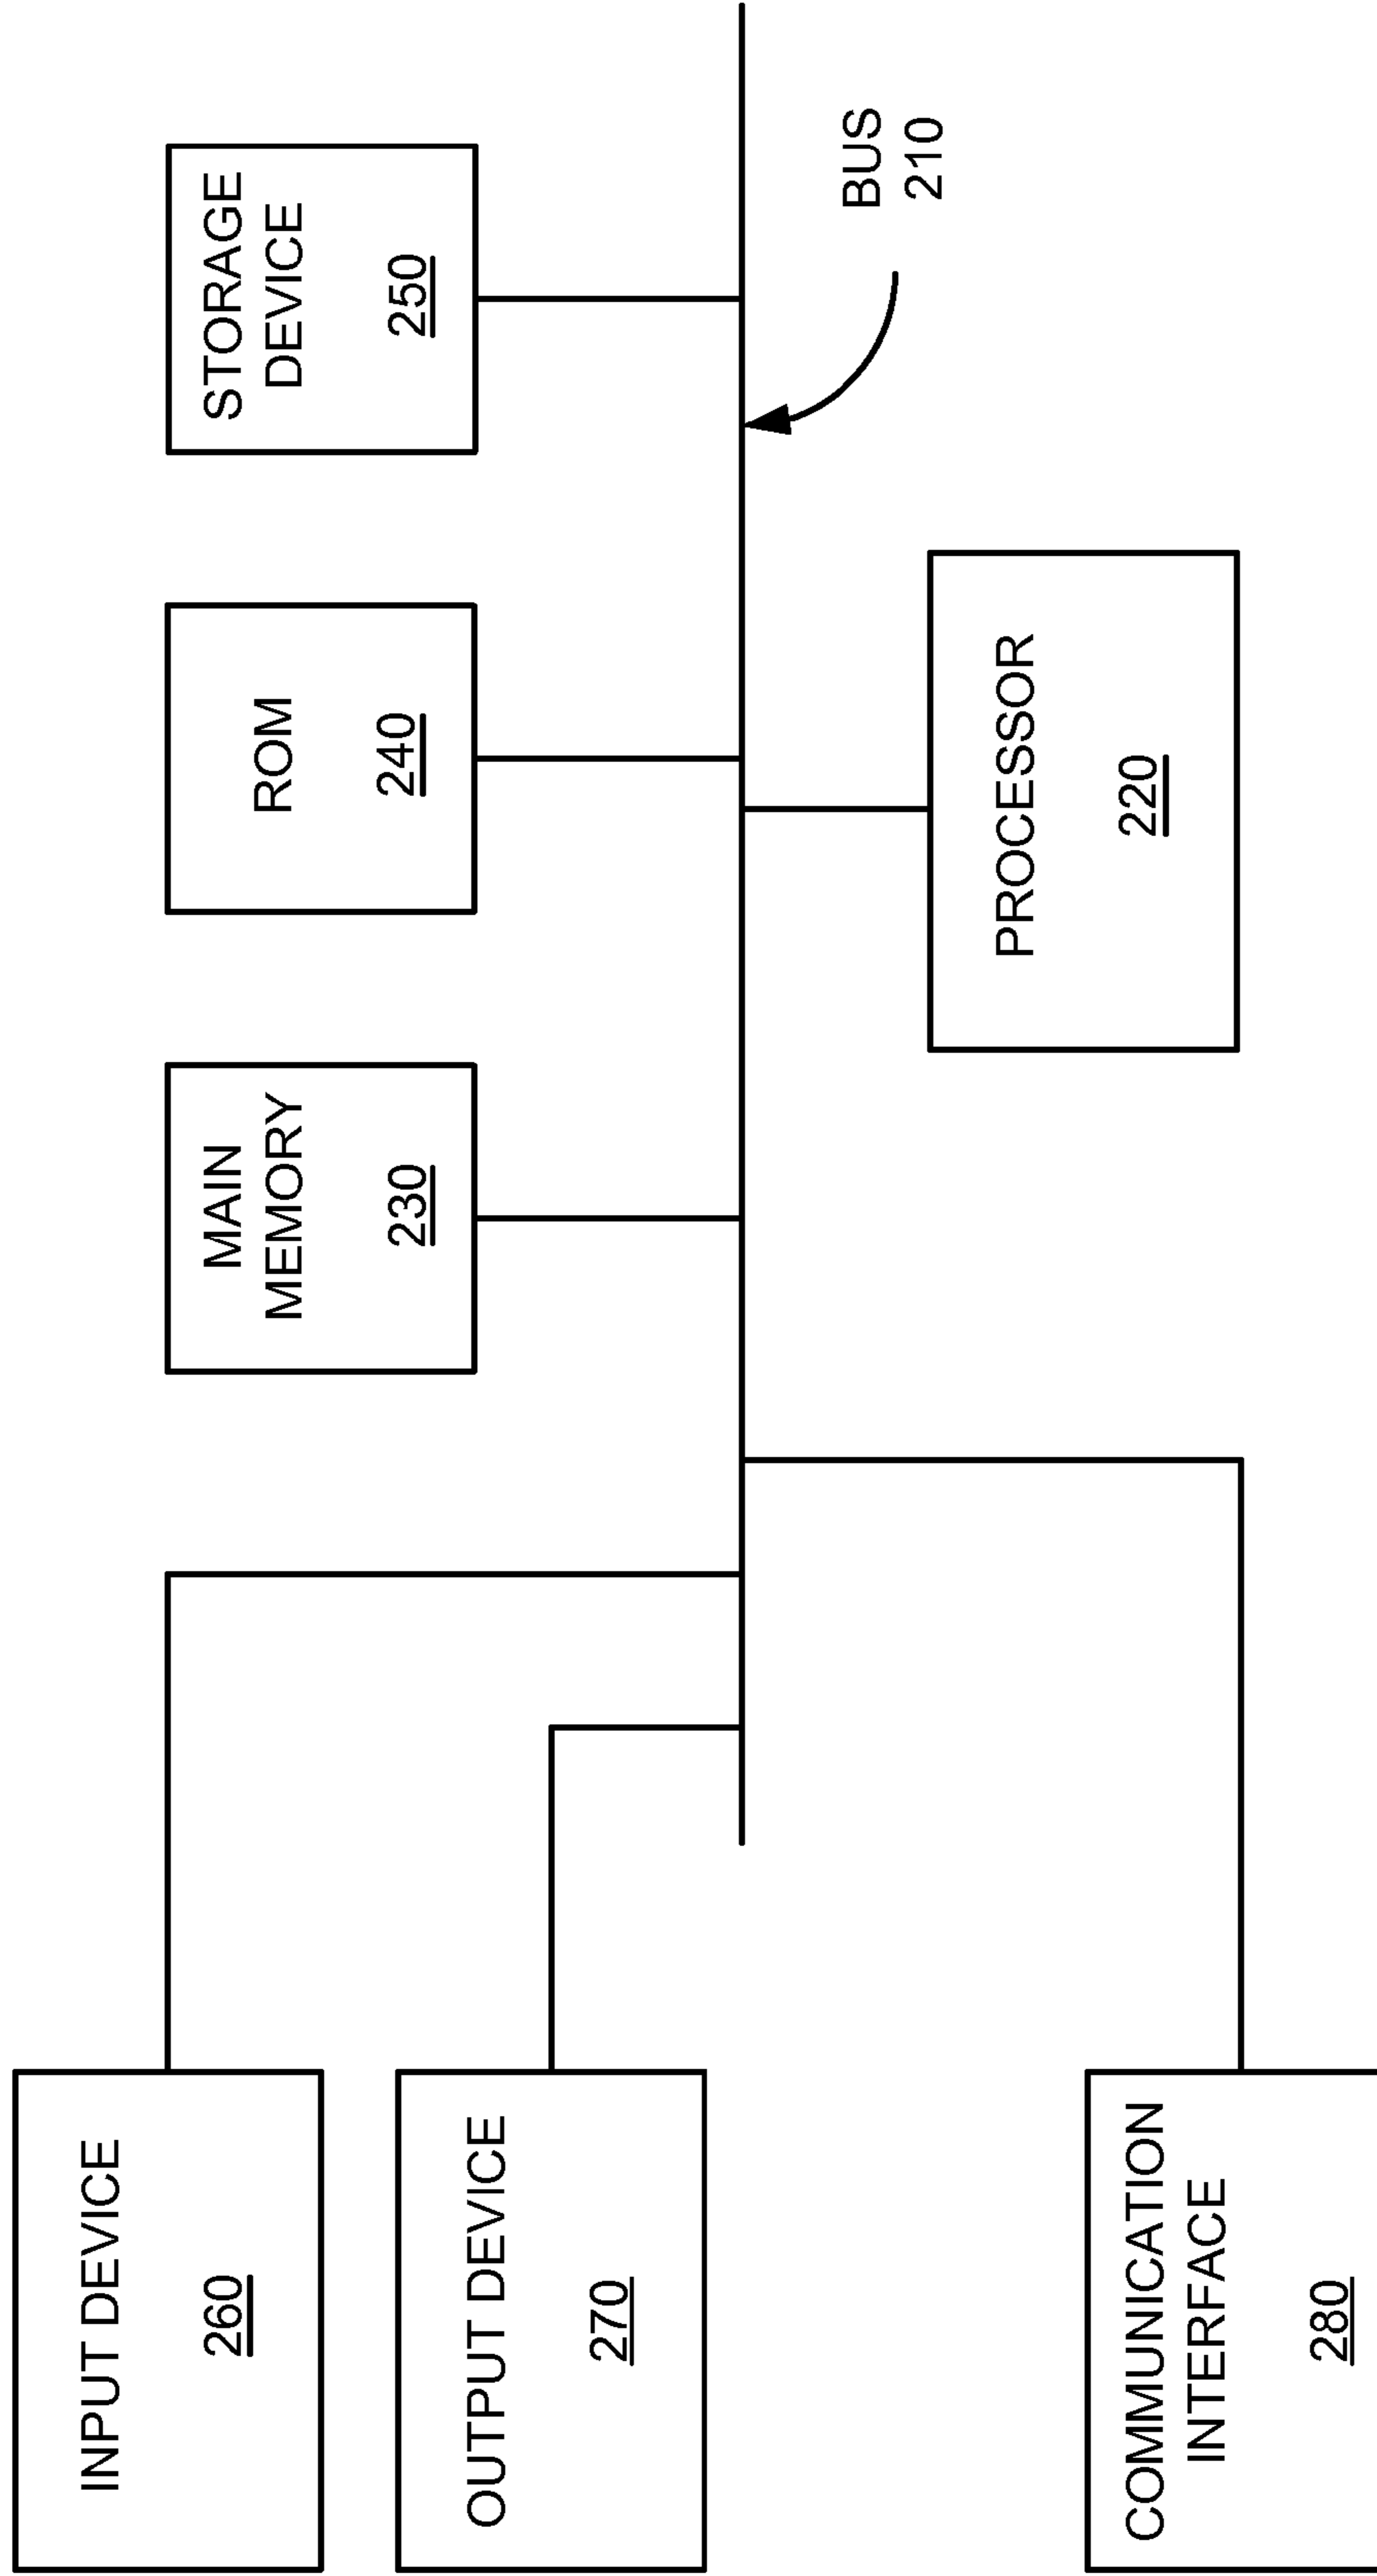 INPUT DEVICE
260
OUTPUT DEVICE
270
COMMUNICATION
INTERFACE
280
MAIN
MEMORY
230
ROM
240
STORAGE
DEVICE
250
PROCESSOR
220
BUS
210